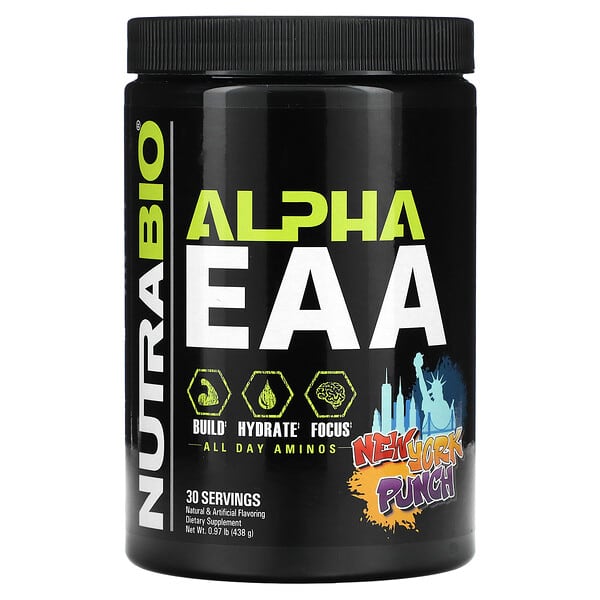 NUTRABIO®
ALPHA
EAA
BUILD‡ HYDRATE‡ FOCUS‡
ALL DAY AMINOS
NEW YORK
PUNCH
30 SERVINGS
Natural & Artificial Flavoring
Dietary Supplement
Net Wt. 0.97 lb (438 g)